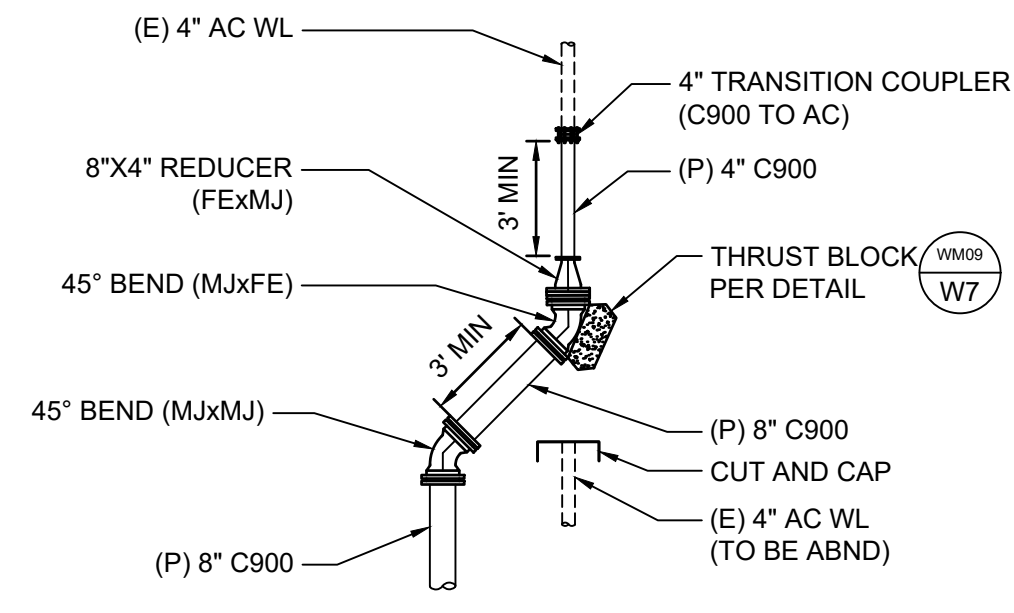 (E) 4" AC WL
4" TRANSITION COUPLER
(C900 TO AC)
8"X4" REDUCER
(FExMJ)
3' MIN
(P) 4" C900
THRUST BLOCK
PER DETAIL
WM09
W7
45° BEND (MJxFE)
3' MIN
45° BEND (MJxMJ)
(P) 8" C900
CUT AND CAP
(E) 4" AC WL
(TO BE ABND)
(P) 8" C900